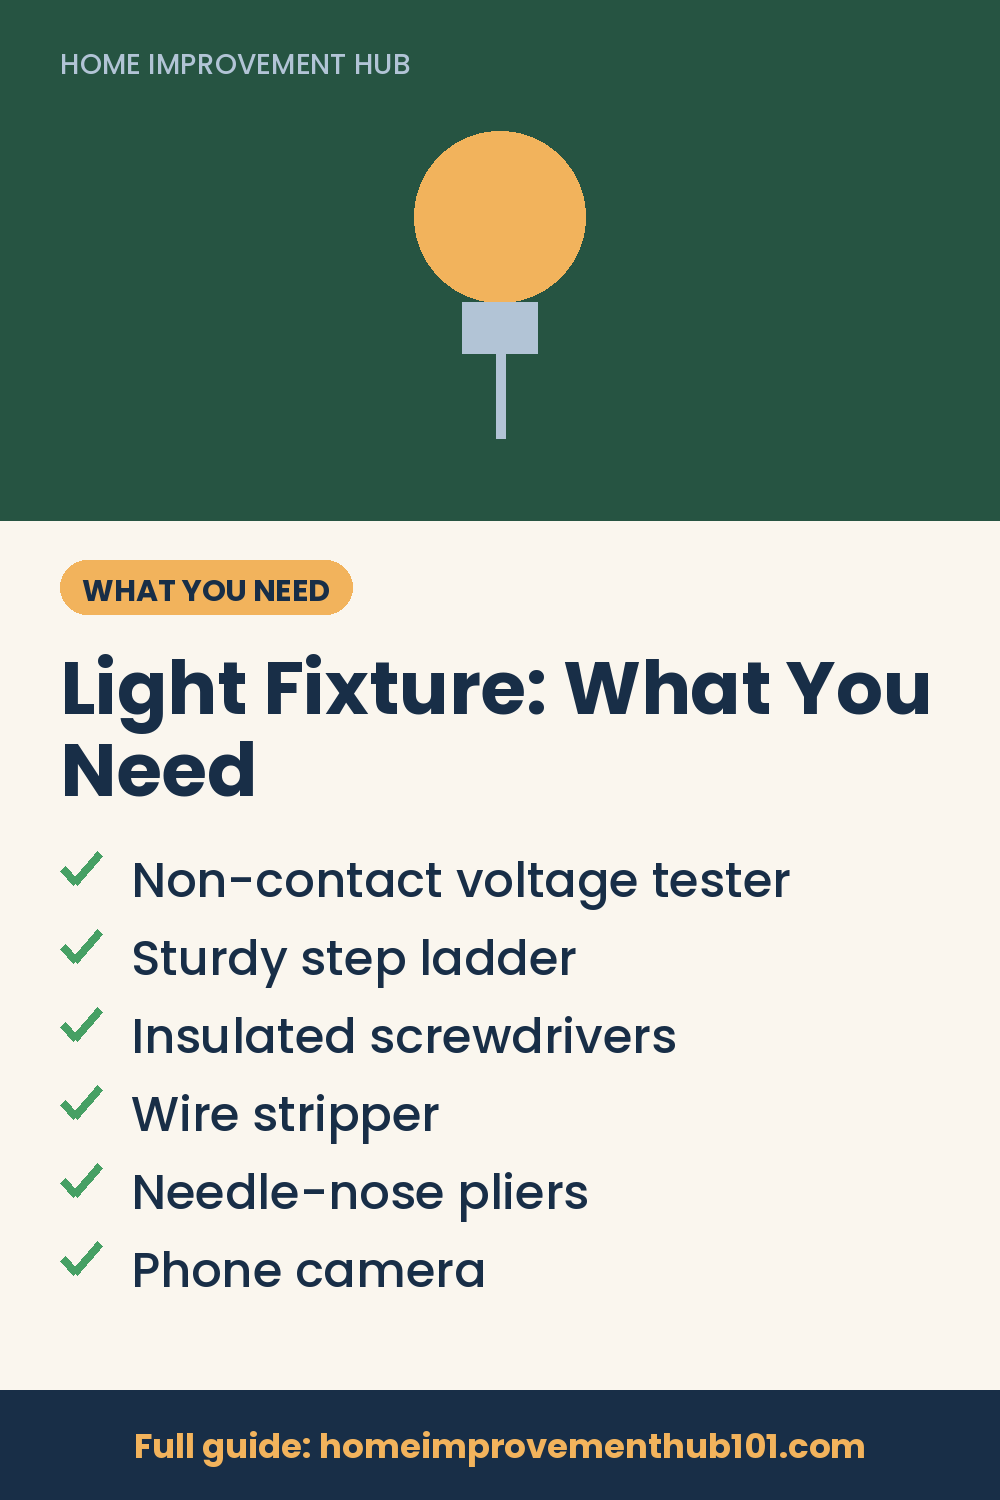 HOME IMPROVEMENT HUB
WHAT YOU NEED
Light Fixture: What You
Need
Non-contact voltage tester
Sturdy step ladder
Insulated screwdrivers
Wire stripper
Needle-nose pliers
Phone camera
Full guide: homeimprovementhub101.com